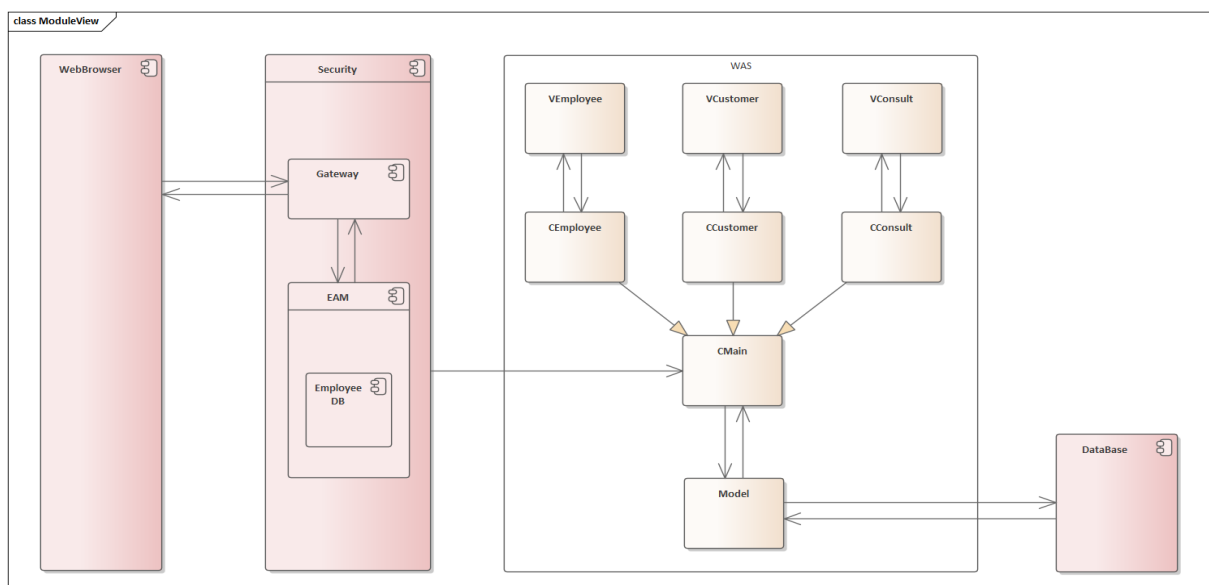 class ModuleView
WebBrowser
Security
WAS
VEmployee
VCustomer
VConsult
Gateway
CEmployee
CCustomer
CConsult
EAM
CMain
Employee
DB
DataBase
Model